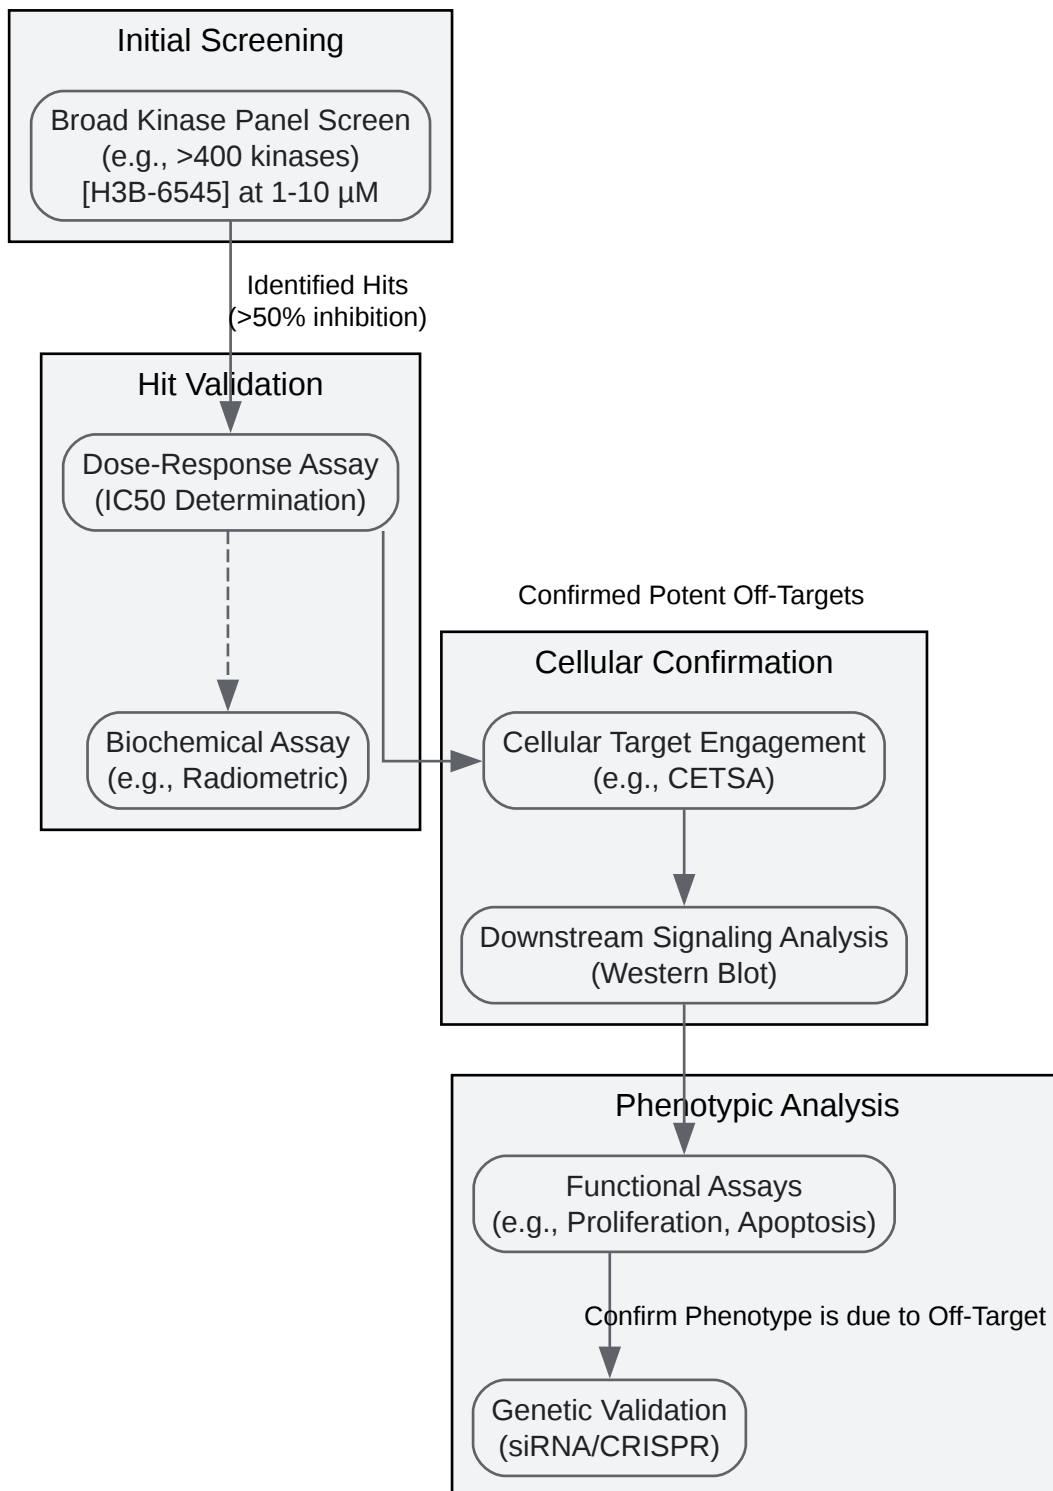 Initial Screening
Broad Kinase Panel Screen
(e.g., >400 kinases)
[H3B-6545] at 1-10 µM
Identified Hits
(>50% inhibition)
Hit Validation
Dose-Response Assay
(IC50 Determination)
Biochemical Assay
(e.g., Radiometric)
Confirmed Potent Off-Targets
Cellular Confirmation
Cellular Target Engagement
(e.g., CETSA)
Downstream Signaling Analysis
(Western Blot)
Phenotypic Analysis
Functional Assays
(e.g., Proliferation, Apoptosis)
Confirm Phenotype is due to Off-Target
Genetic Validation
(siRNA/CRISPR)